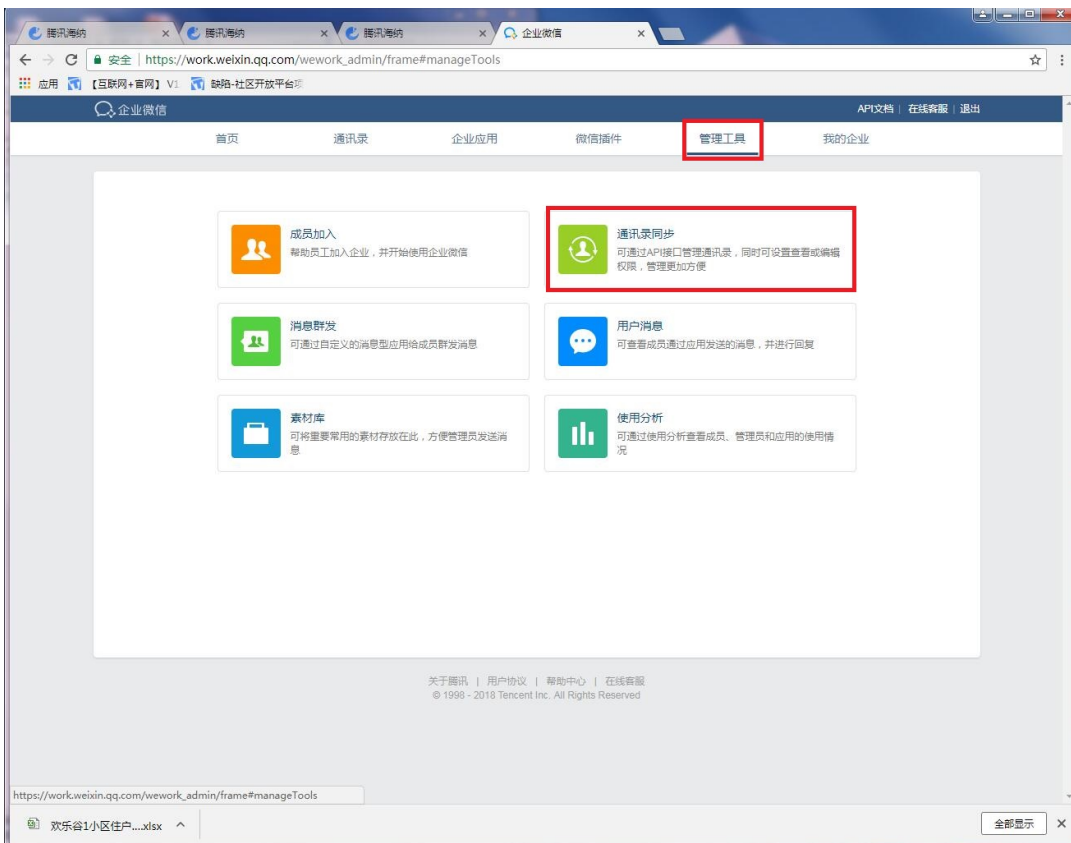 腾讯海纳
腾讯海纳
腾讯海纳
企业微信
安全 | https://work.weixin.qq.com/wework_admin/frame#manageTools
应用 【互联网+官网】V1 缺陷-社区开放平台项
企业微信
API文档 | 在线客服 | 退出
首页 通讯录 企业应用 微信插件 管理工具 我的企业
成员加入
帮助员工加入企业，并开始使用企业微信
通讯录同步
可通过API接口管理通讯录，同时可设置查看或编辑
权限，管理更加方便
消息群发
可通过自定义的消息型应用给成员群发消息
用户消息
可查看成员通过应用发送的消息，并进行回复
素材库
可将重要常用的素材存放在此，方便管理员发送消
息
使用分析
可通过使用分析查看成员、管理员和应用的使用情
况
关于腾讯 | 用户协议 | 帮助中心 | 在线客服
© 1998 - 2018 Tencent Inc. All Rights Reserved
https://work.weixin.qq.com/wework_admin/frame#manageTools
欢乐谷1小区住户....xlsx
全部显示